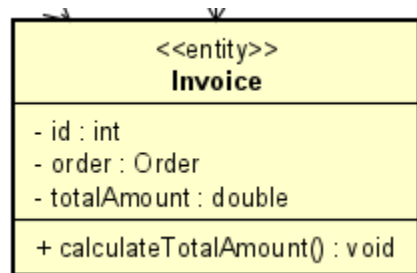 <<entity>>
Invoice
- id : int
- order : Order
- totalAmount : double
+ calculateTotalAmount() : void